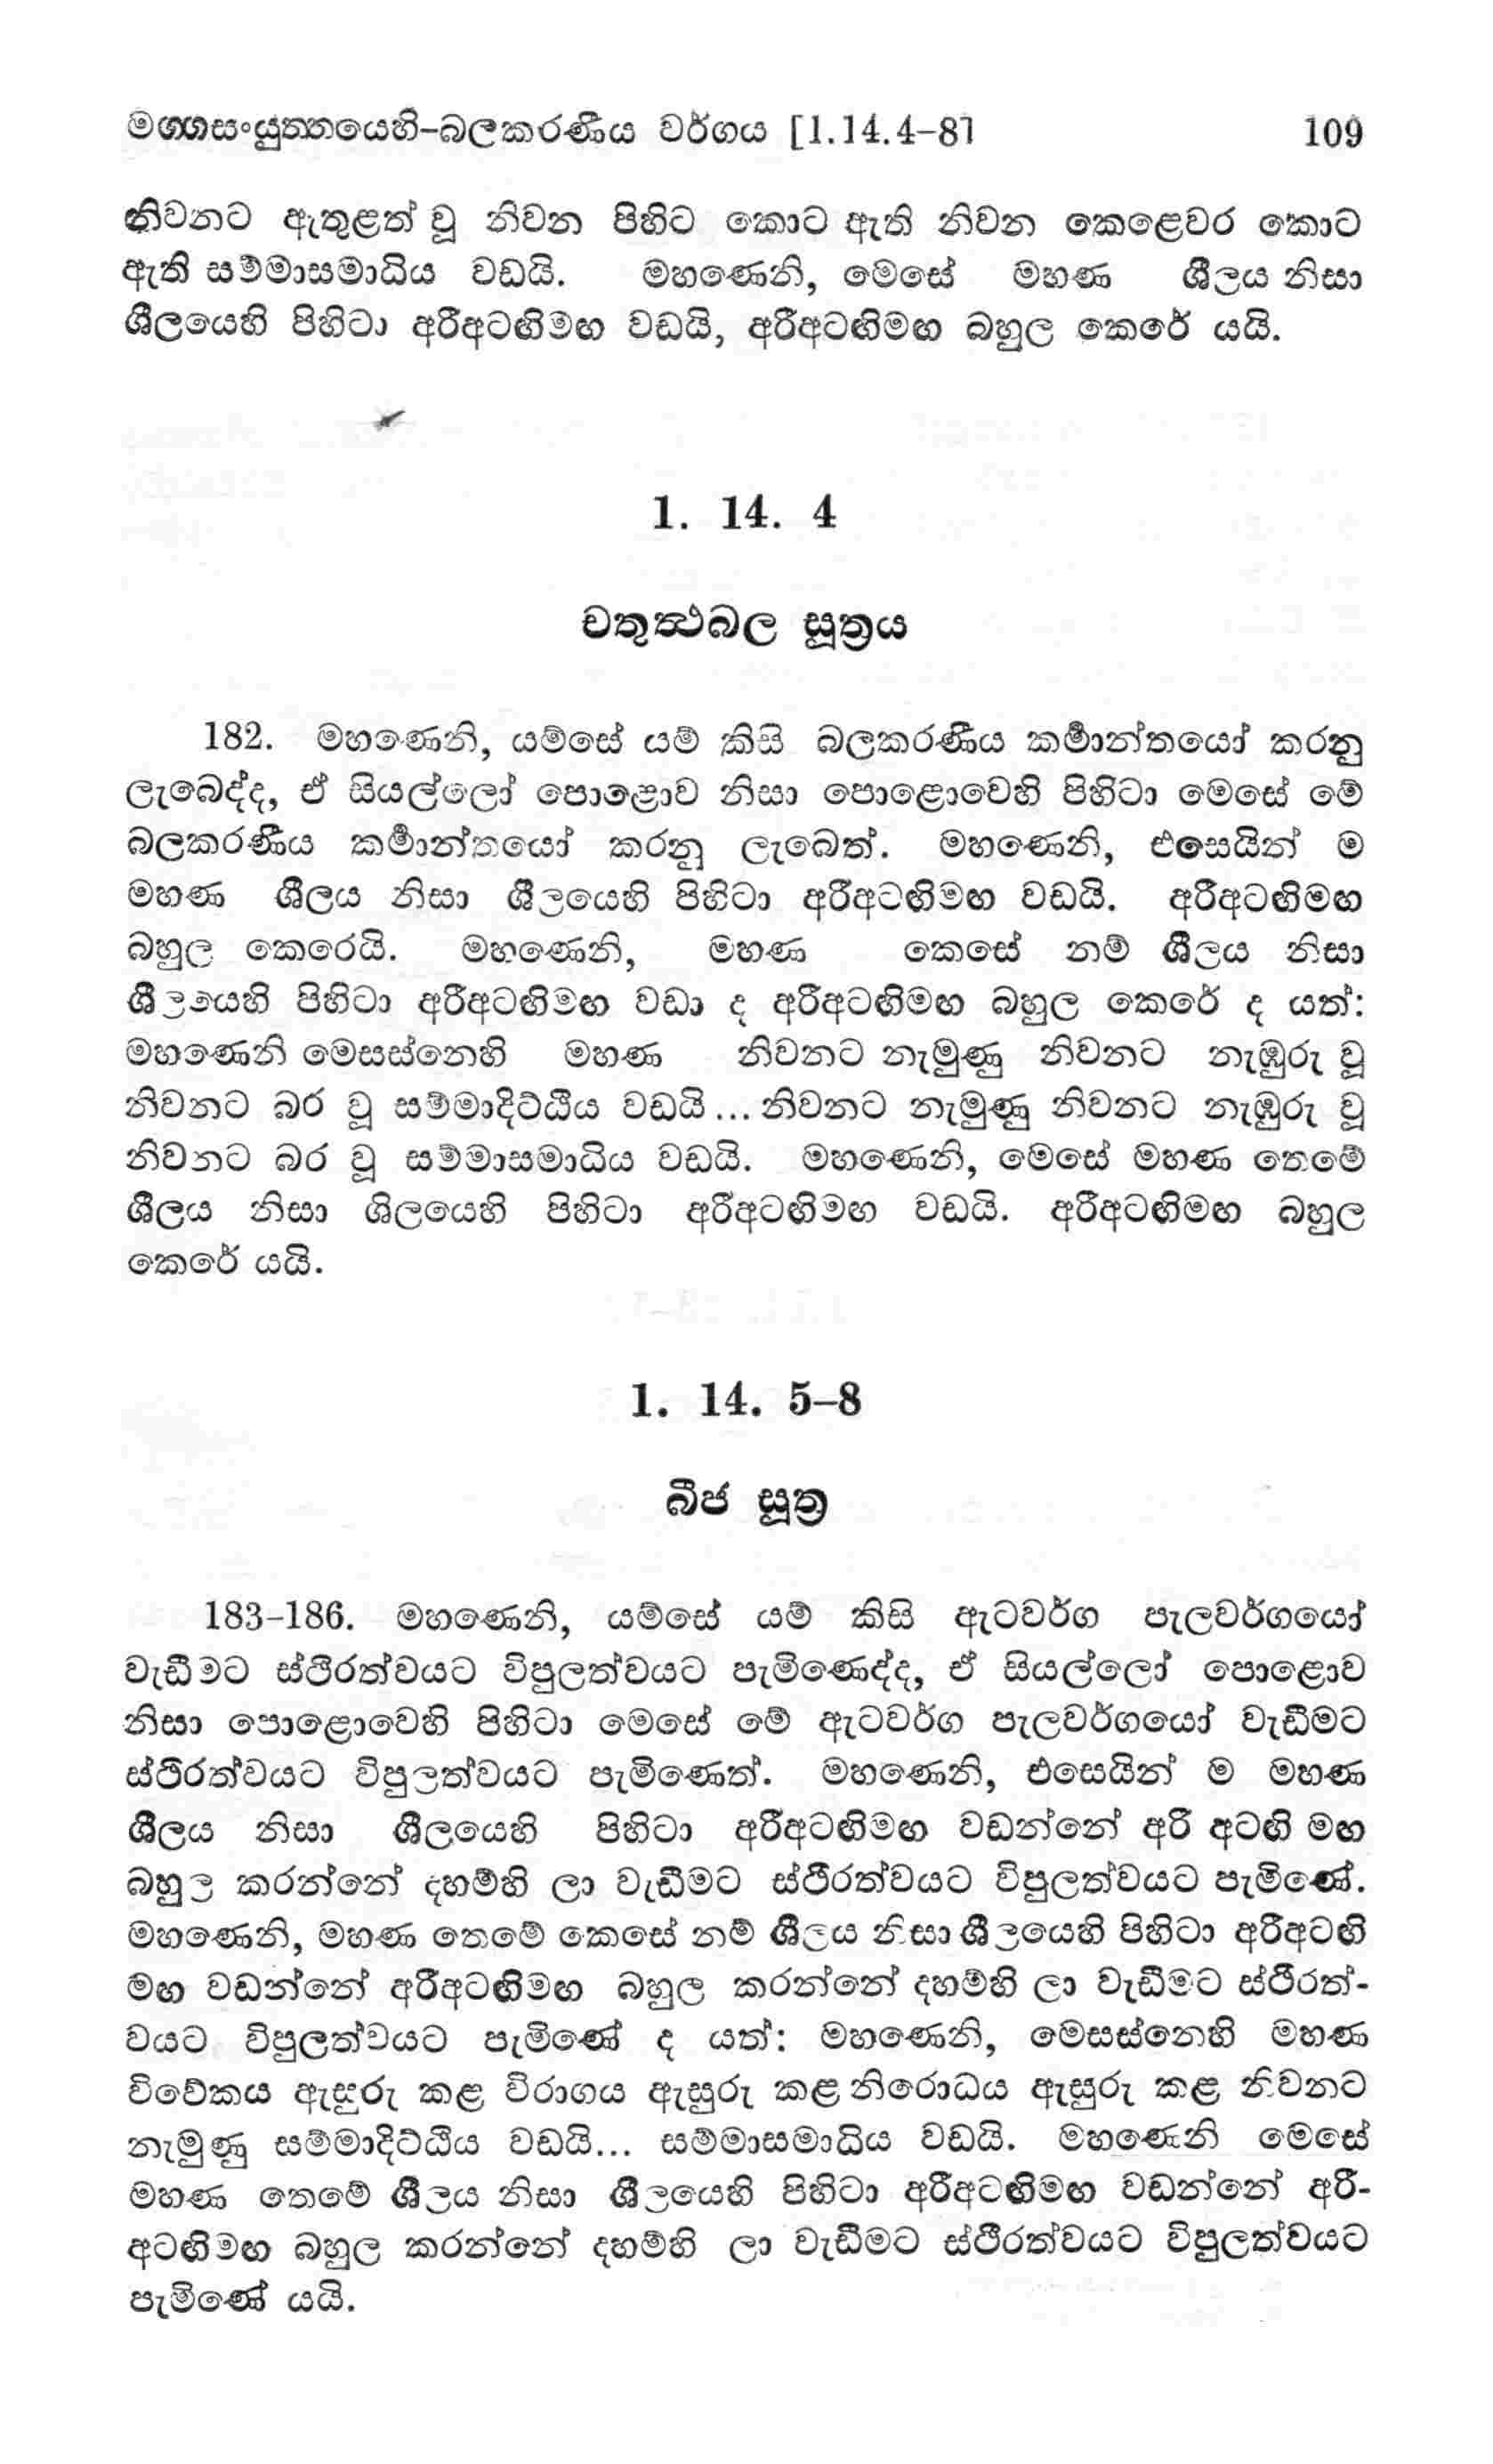 මග්ගසංයුත්තයෙහි-බලකරණීය වර්ගය [1.14.4-8] 109
නිවනට ඇතුළත් වූ නිවන පිහිට කොට ඇති නිවන කෙළෙවර කොට
ඇති සම්මාසමාධිය වඩයි. මහණෙනි, මෙසේ මහණ ශීලය නිසා
ශීලයෙහි පිහිටා අරීඅටඟිමඟ වඩයි, අරීඅටඟිමඟ බහුල කෙරේ යයි.
1. 14. 4
චතුත්ථබල සූත්‍රය
182. මහණෙනි, යම්සේ යම් කිසි බලකරණීය කර්‍මාන්තයෝ කරනු
ලැබෙද්ද, ඒ සියල්ලෝ පොළොව නිසා පොළොවෙහි පිහිටා මෙසේ මේ
බලකරණීය කර්‍මාන්තයෝ කරනු ලැබෙත්. මහණෙනි, එසෙයින් ම
මහණ ශීලය නිසා ශීලයෙහි පිහිටා අරීඅටඟිමඟ වඩයි. අරීඅටඟිමඟ
බහුල කෙරෙයි. මහණෙනි, මහණ කෙසේ නම් ශීලය නිසා
ශීලයෙහි පිහිටා අරීඅටඟිමඟ වඩා ද අරීඅටඟිමඟ බහුල කෙරේ ද යත්:
මහණෙනි මෙසස්නෙහි මහණ නිවනට නැමුණු නිවනට නැඹුරු වූ
නිවනට බර වූ සම්මාදිට්ඨිය වඩයි... නිවනට නැමුණු නිවනට නැඹුරු වූ
නිවනට බර වූ සම්මාසමාධිය වඩයි. මහණෙනි, මෙසේ මහණ තෙමේ
ශීලය නිසා ශිලයෙහි පිහිටා අරීඅටඟිමඟ වඩයි. අරීඅටඟිමඟ බහුල
කෙරේ යයි.
1. 14. 5-8
බීජ සූත්‍ර
183-186. මහණෙනි, යම්සේ යම් කිසි ඇටවර්ග පැලවර්ගයෝ
වැඩීමට ස්ථිරත්වයට විපුලත්වයට පැමිණෙද්ද, ඒ සියල්ලෝ පොළොව
නිසා පොළොවෙහි පිහිටා මෙසේ මේ ඇටවර්ග පැලවර්ගයෝ වැඩීමට
ස්ථිරත්වයට විපුලත්වයට පැමිණෙත්. මහණෙනි, එසෙයින් ම මහණ
ශීලය නිසා ශීලයෙහි පිහිටා අරීඅටඟිමඟ වඩන්නේ අරී අටඟි මඟ
බහුල කරන්නේ දහම්හි ලා වැඩීමට ස්ථිරත්වයට විපුලත්වයට පැමිණේ.
මහණෙනි, මහණ තෙමේ කෙසේ නම් ශීලය නිසා ශීලයෙහි පිහිටා අරීඅටඟි
මඟ වඩන්නේ අරීඅටඟිමඟ බහුල කරන්නේ දහම්හි ලා වැඩීමට ස්ථිරත්-
වයට විපුලත්වයට පැමිණේ ද යත්: මහණෙනි, මෙසස්නෙහි මහණ
විවේකය ඇසුරු කළ විරාගය ඇසුරු කළ නිරොධය ඇසුරු කළ නිවනට
නැමුණු සම්මාදිට්ඨිය වඩයි... සම්මාසමාධිය වඩයි. මහණෙනි මෙසේ
මහණ තෙමේ ශීලය නිසා ශීලයෙහි පිහිටා අරීඅටඟිමඟ වඩන්නේ අරී-
අටඟිමඟ බහුල කරන්නේ දහම්හි ලා වැඩීමට ස්ථිරත්වයට විපුලත්වයට
පැමිණේ යයි.